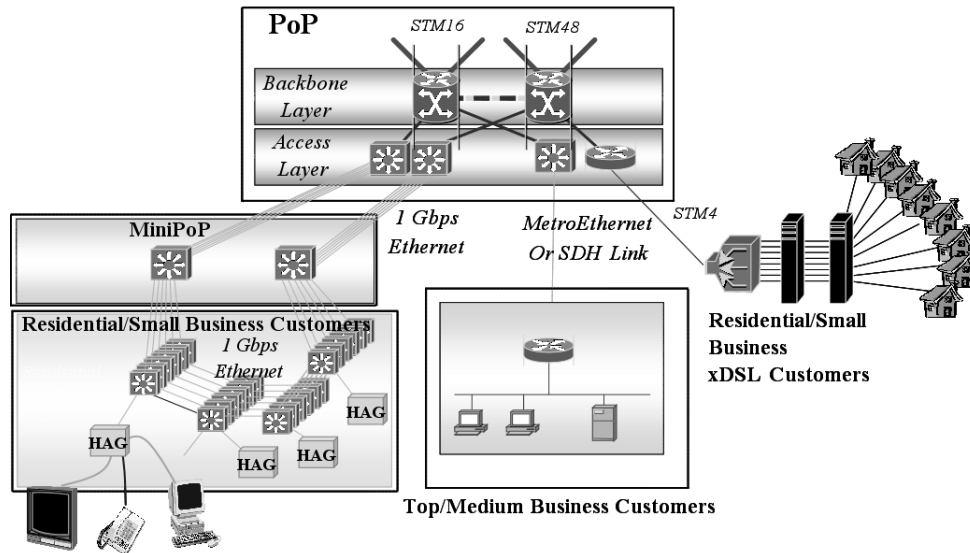 PoP
STM16
STM48
Backbone
Layer
Access
Layer
1 Gbps
Ethernet
MetroEthernet
Or SDH Link
STM4
MiniPoP
Residential/Small Business Customers
1 Gbps
Ethernet
HAG
HAG
HAG
HAG
Residential/Small
Business
xDSL Customers
Top/Medium Business Customers